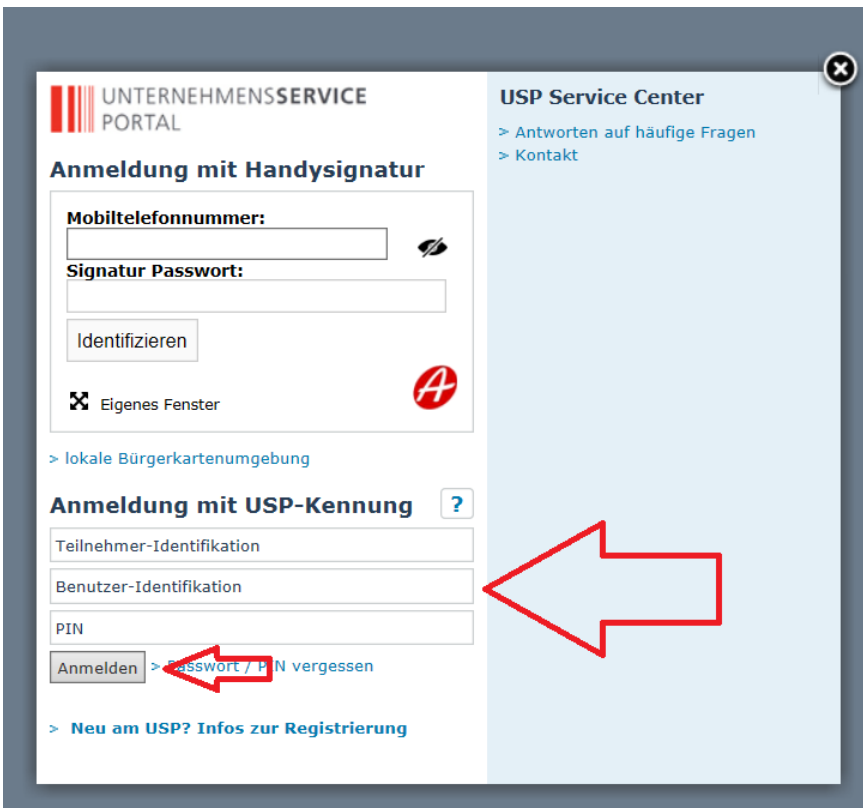 UNTERNEHMENSSERVICE
PORTAL
Anmeldung mit Handysignatur
Mobiltelefonnummer:
Signatur Passwort:
Identifizieren
Eigenes Fenster
> lokale Bürgerkartenumgebung
Anmeldung mit USP-Kennung ?
Teilnehmer-Identifikation
Benutzer-Identifikation
PIN
Anmelden > Passwort / PIN vergessen
> Neu am USP? Infos zur Registrierung
USP Service Center
> Antworten auf häufige Fragen
> Kontakt